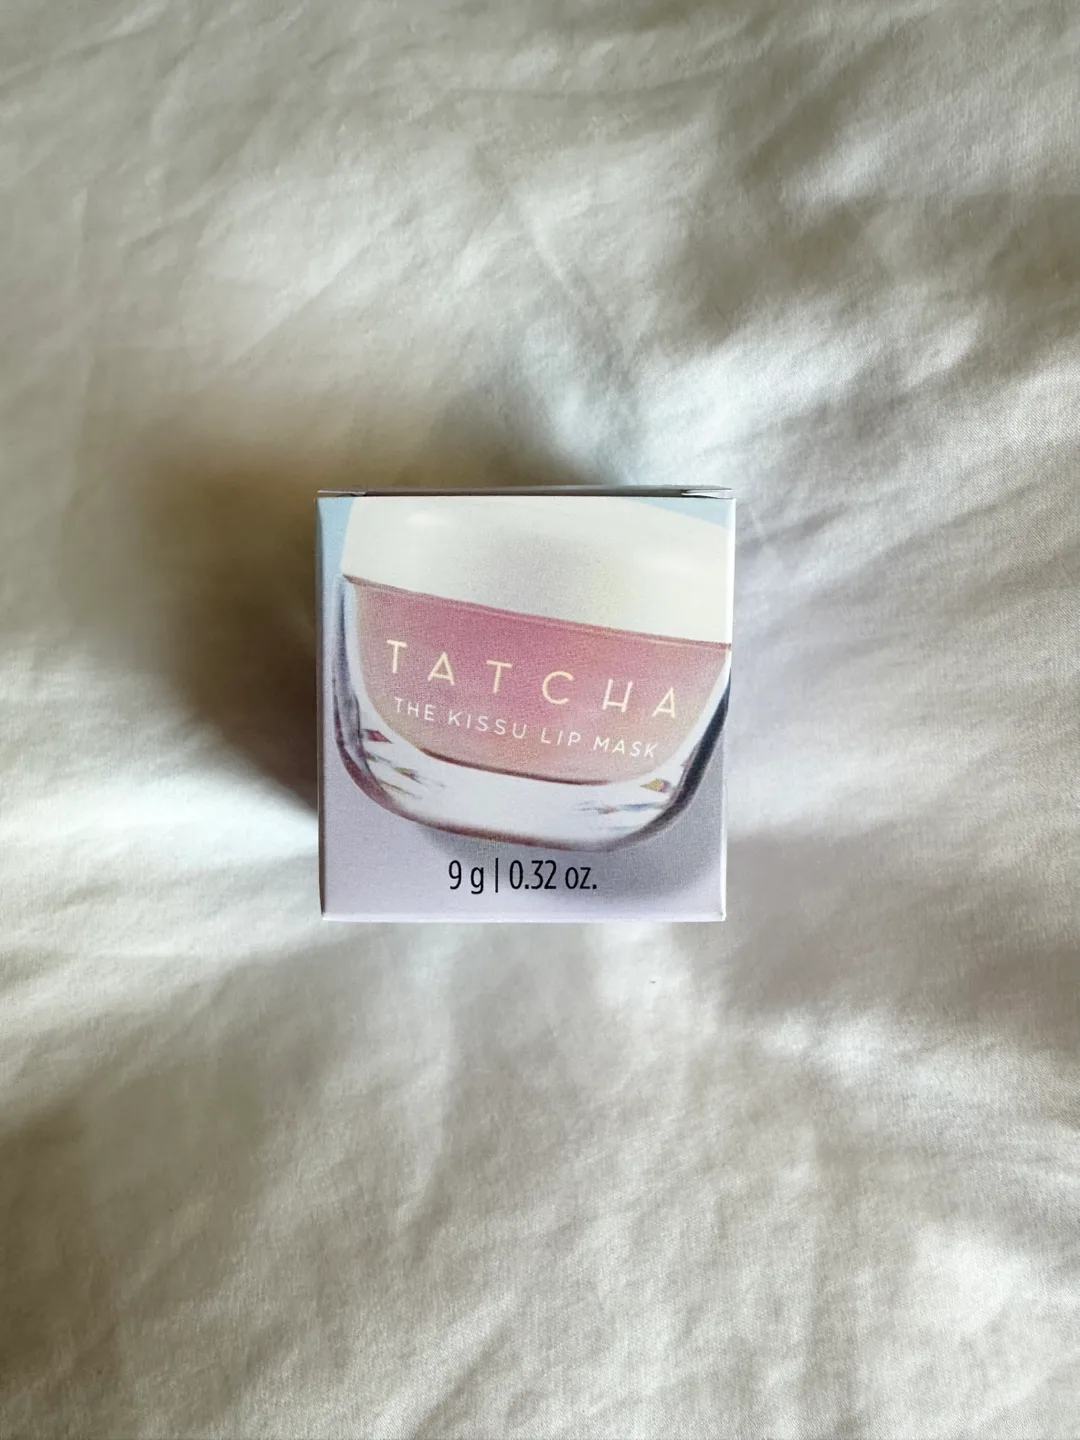 TATCHA
THE KISSU LIP MASK
9 g | 0.32 oz.